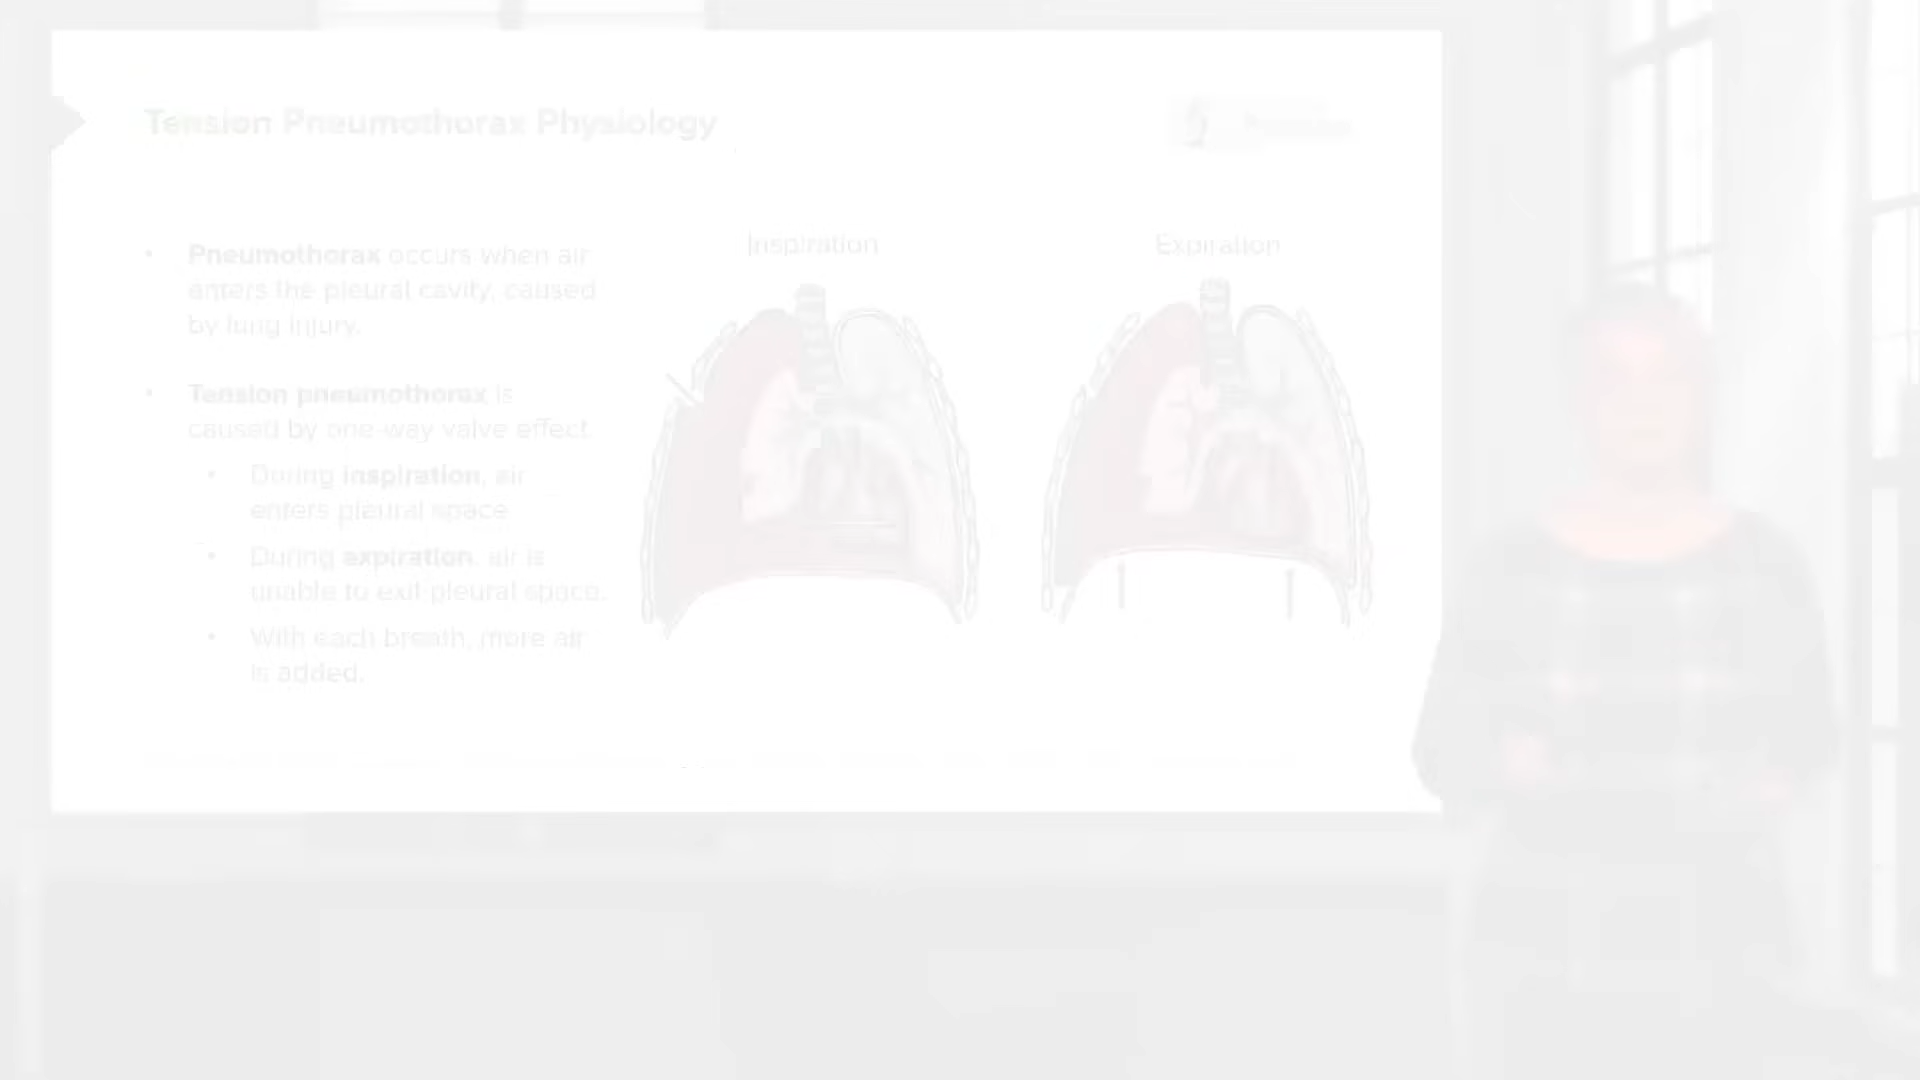 Tension Pneumothorax Physiology
Pneumothorax occurs when air
enters the pleural cavity, caused
by lung injury.
Tension pneumothorax is
caused by one-way valve effect
During inspiration, air
enters pleural space
During expiration, air is
unable to exit pleural space.
With each breath, more air
is added.
Inspiration
Expiration